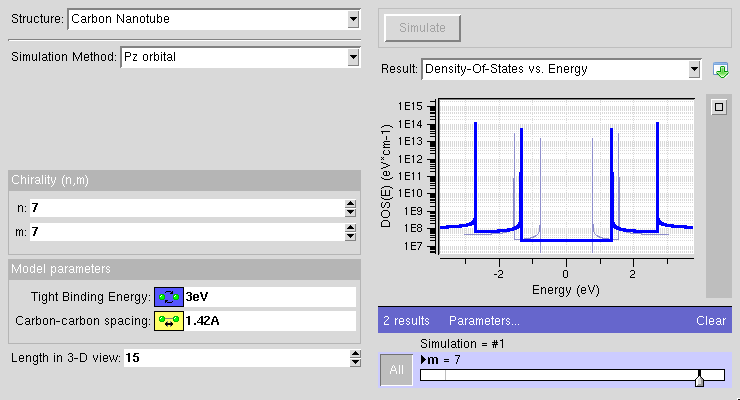 Structure: Carbon Nanotube
Simulation Method: Pz orbital
Chirality (n,m)
n: 7
m: 7
Model parameters
Tight Binding Energy: 3eV
Carbon-carbon spacing: 1.42A
Length in 3-D view: 15
Simulate
Result: Density-Of-States vs. Energy
DOS(E) (eV*cm-1)
1E15
1E14
1E13
1E12
1E11
1E10
1E9
1E8
1E7
-2 0 2
Energy (eV)
2 results Parameters... Clear
Simulation = #1
All
m = 7